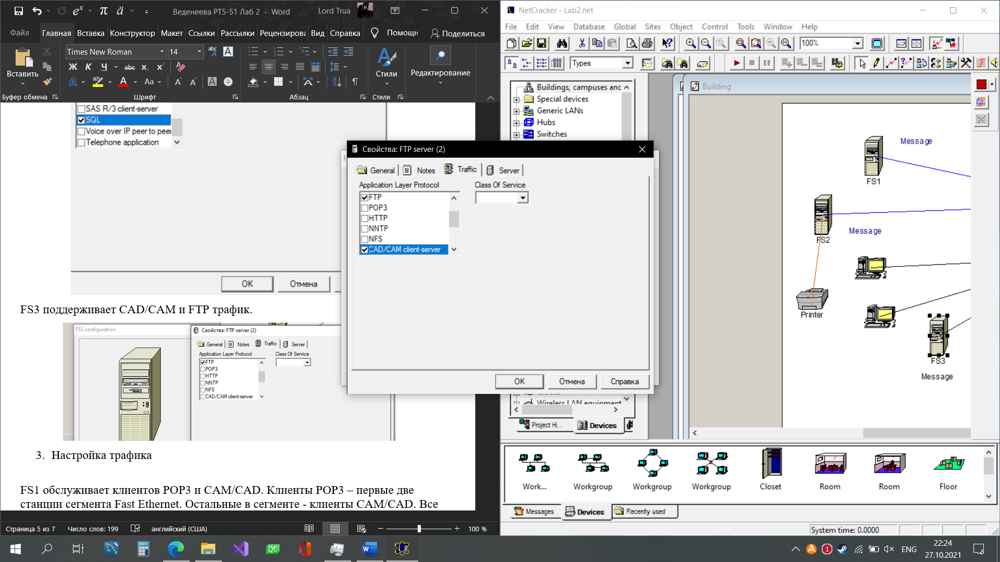 Веденеева РТ5-51 Лаб 2 - Word
Lord Trua
Файл
Главная
Вставка
Конструктор
Макет
Ссылки
Рассылки
Рецензирова
Вид
Справка
Помощн
Поделиться
Вставить
Times New Roman
14
Ж К Ч abc x₂ x²
Aa
Стили
Редактирование
Буфер обмена
Шрифт
Абзац
Стили
SAS R/3 client-server
SQL
Voice over IP peer to peer
Telephone application
OK
Отмена
FS3 поддерживает CAD/CAM и FTP трафик.
FS3 configuration
Свойства: FTP server (2)
General
Notes
Traffic
Server
Application Layer Protocol
Class Of Service
FTP
POP3
HTTP
NNTP
NFS
CAD/CAM client-server
3. Настройка трафика
FS1 обслуживает клиентов POP3 и CAM/CAD. Клиенты POP3 – первые две
станции сегмента Fast Ethernet. Остальные в сегменте - клиенты CAM/CAD. Все
Страница 5 из 7
Число слов: 199
английский (США)
100 %
NetCracker - Lab2.net
File
Edit
View
Database
Global
Sites
Object
Control
Tools
Window
Help
100%
Types
Buildings, campuses and
Special devices
Generic LANs
Hubs
Switches
Building
Message
FS1
Message
FS2
Printer
FS3
Message
Свойства: FTP server (2)
General
Notes
Traffic
Server
Application Layer Protocol
Class Of Service
FTP
POP3
HTTP
NNTP
NFS
CAD/CAM client-server
OK
Отмена
Справка
Wireless LAN equipment
Project Hi...
Devices
Work...
Workgroup
Workgroup
Workgroup
Closet
Room
Room
Floor
Messages
Devices
Recently used
System time: 0.0000
QC
1
ENG
22:24
27.10.2021